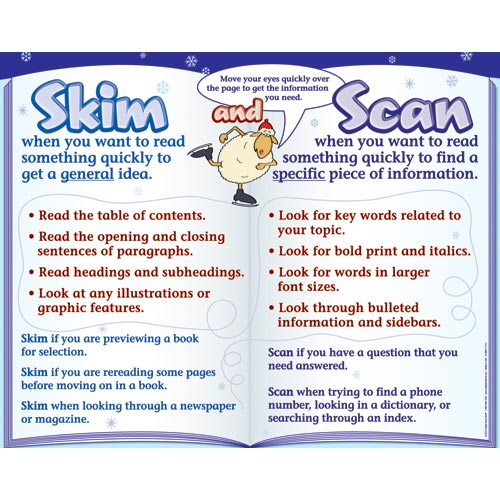 Move your eyes quickly over
the page to get the information
you need.
Skim and Scan
when you want to read
something quickly to
get a general idea.
• Read the table of contents.
• Read the opening and closing
sentences of paragraphs.
• Read headings and subheadings.
• Look at any illustrations or
graphic features.
Skim if you are previewing a book
for selection.
Skim if you are rereading some pages
before moving on in a book.
Skim when looking through a newspaper
or magazine.
when you want to read
something quickly to find a
specific piece of information.
• Look for key words related to
your topic.
• Look for bold print and italics.
• Look for words in larger
font sizes.
• Look through bulleted
information and sidebars.
Scan if you have a question that you
need answered.
Scan when trying to find a phone
number, looking in a dictionary, or
searching through an index.